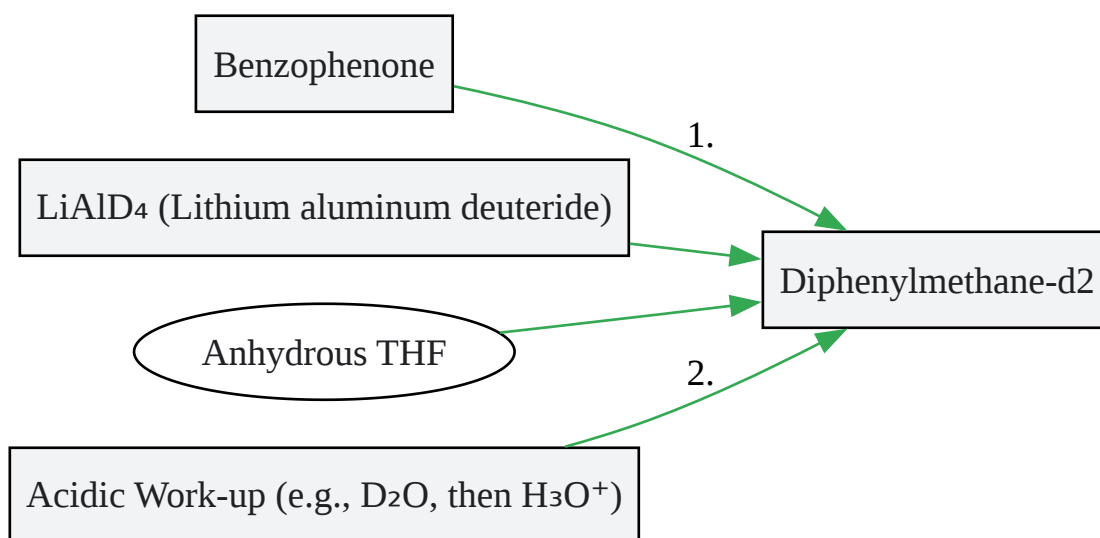 Benzophenone
1.
LiAlD₄ (Lithium aluminum deuteride)
Diphenylmethane-d2
Anhydrous THF
2.
Acidic Work-up (e.g., D₂O, then H₃O⁺)